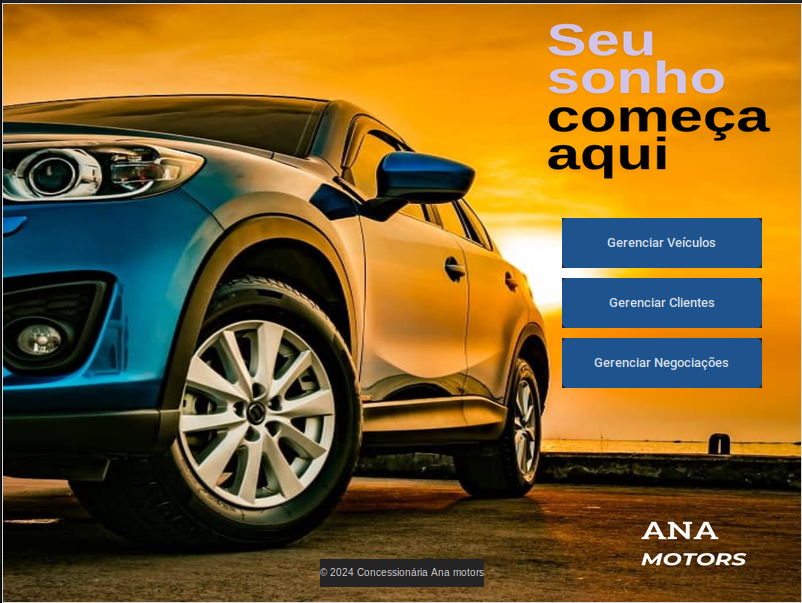 Seu
sonho
começa
aqui
Gerenciar Veículos
Gerenciar Clientes
Gerenciar Negociações
ANA
MOTORS
© 2024 Concessionária Ana motors